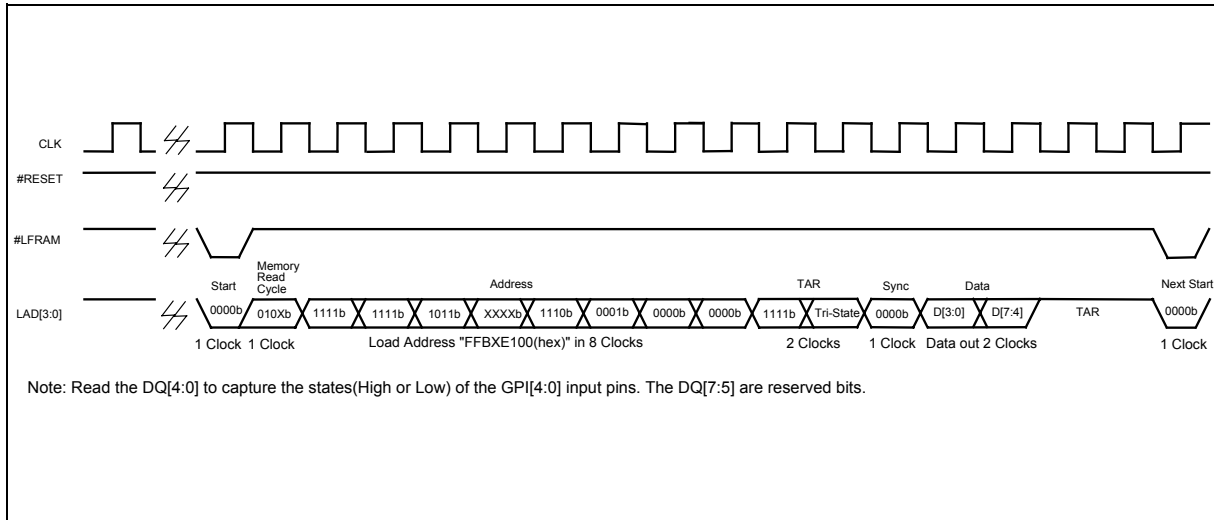 CLK
#RESET
#LFRAM
Memory
Read
Cycle
Start
Address
TAR
Sync
Data
Next Start
LAD[3:0]
0000b
010Xb
1111b
1111b
1011b
XXXXb
1110b
0001b
0000b
0000b
1111b
Tri-State
0000b
D[3:0]
D[7:4]
TAR
0000b
1 Clock
1 Clock
Load Address "FFBXE100(hex)" in 8 Clocks
2 Clocks
1 Clock
Data out 2 Clocks
1 Clock
Note: Read the DQ[4:0] to capture the states(High or Low) of the GPI[4:0] input pins. The DQ[7:5] are reserved bits.